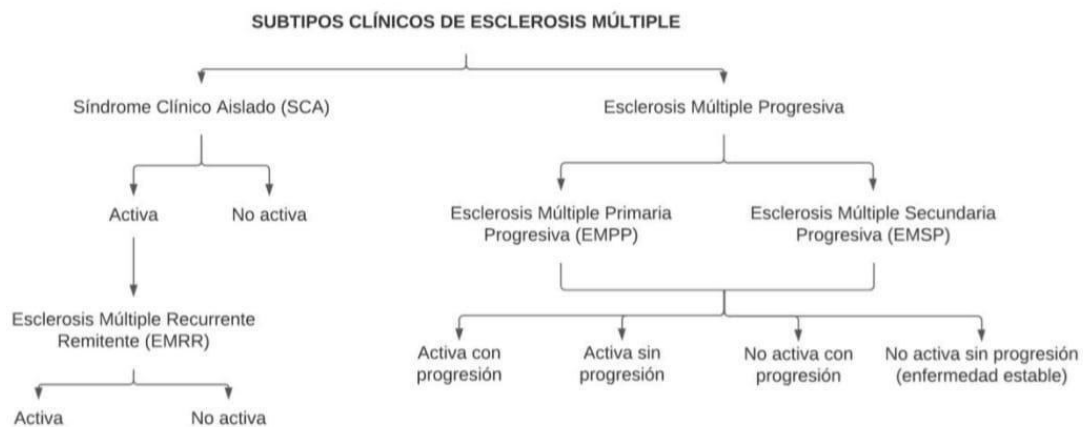 SUBTIPOS CLÍNICOS DE ESCLEROSIS MÚLTIPLE
Síndrome Clínico Aislado (SCA)
Esclerosis Múltiple Progresiva
Activa
No activa
Esclerosis Múltiple Primaria
Progresiva (EMPP)
Esclerosis Múltiple Secundaria
Progresiva (EMSP)
Esclerosis Múltiple Recurrente
Remitente (EMRR)
Activa
No activa
Activa con
progresión
Activa sin
progresión
No activa con
progresión
No activa sin progresión
(enfermedad estable)